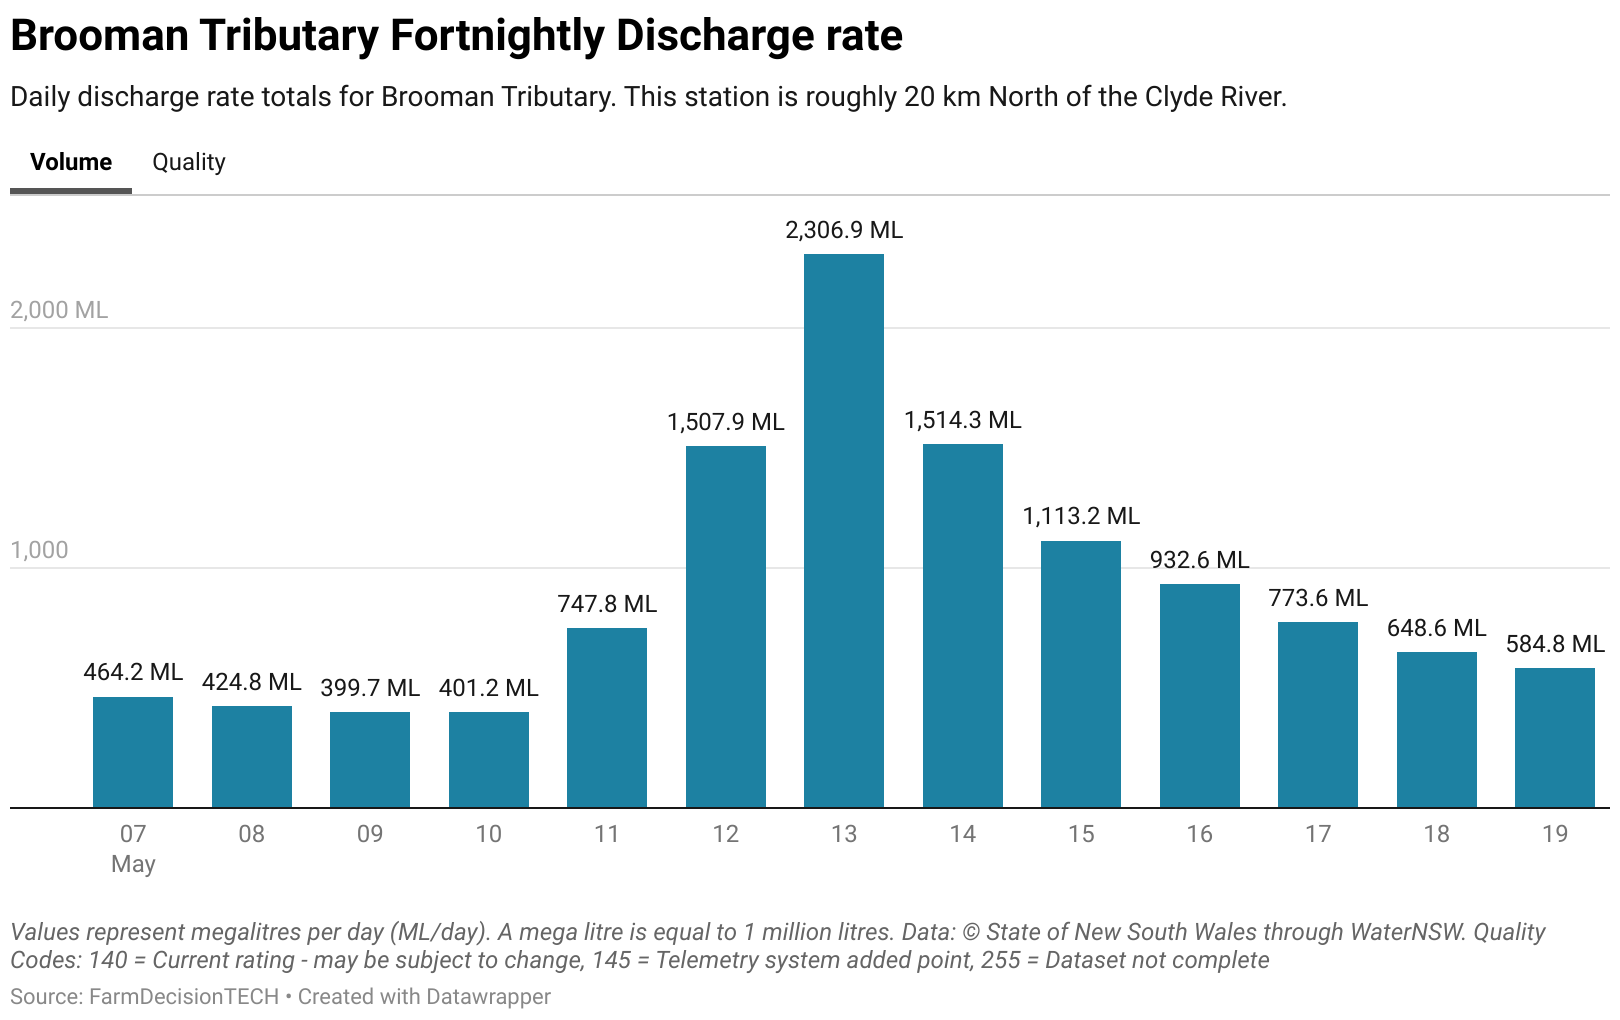 Brooman Tributary Fortnightly Discharge rate
Daily discharge rate totals for Brooman Tributary. This station is roughly 20 km North of the Clyde River.
Volume Quality
2,306.9 ML
2,000 ML
1,507.9 ML
1,514.3 ML
1,113.2 ML
1,000
932.6 ML
747.8 ML
773.6 ML
648.6 ML
584.8 ML
464.2 ML
424.8 ML
399.7 ML
401.2 ML
07 08 09 10 11 12 13 14 15 16 17 18 19
May
Values represent megalitres per day (ML/day). A mega litre is equal to 1 million litres. Data: © State of New South Wales through WaterNSW. Quality
Codes: 140 = Current rating - may be subject to change, 145 = Telemetry system added point, 255 = Dataset not complete
Source: FarmDecisionTECH • Created with Datawrapper